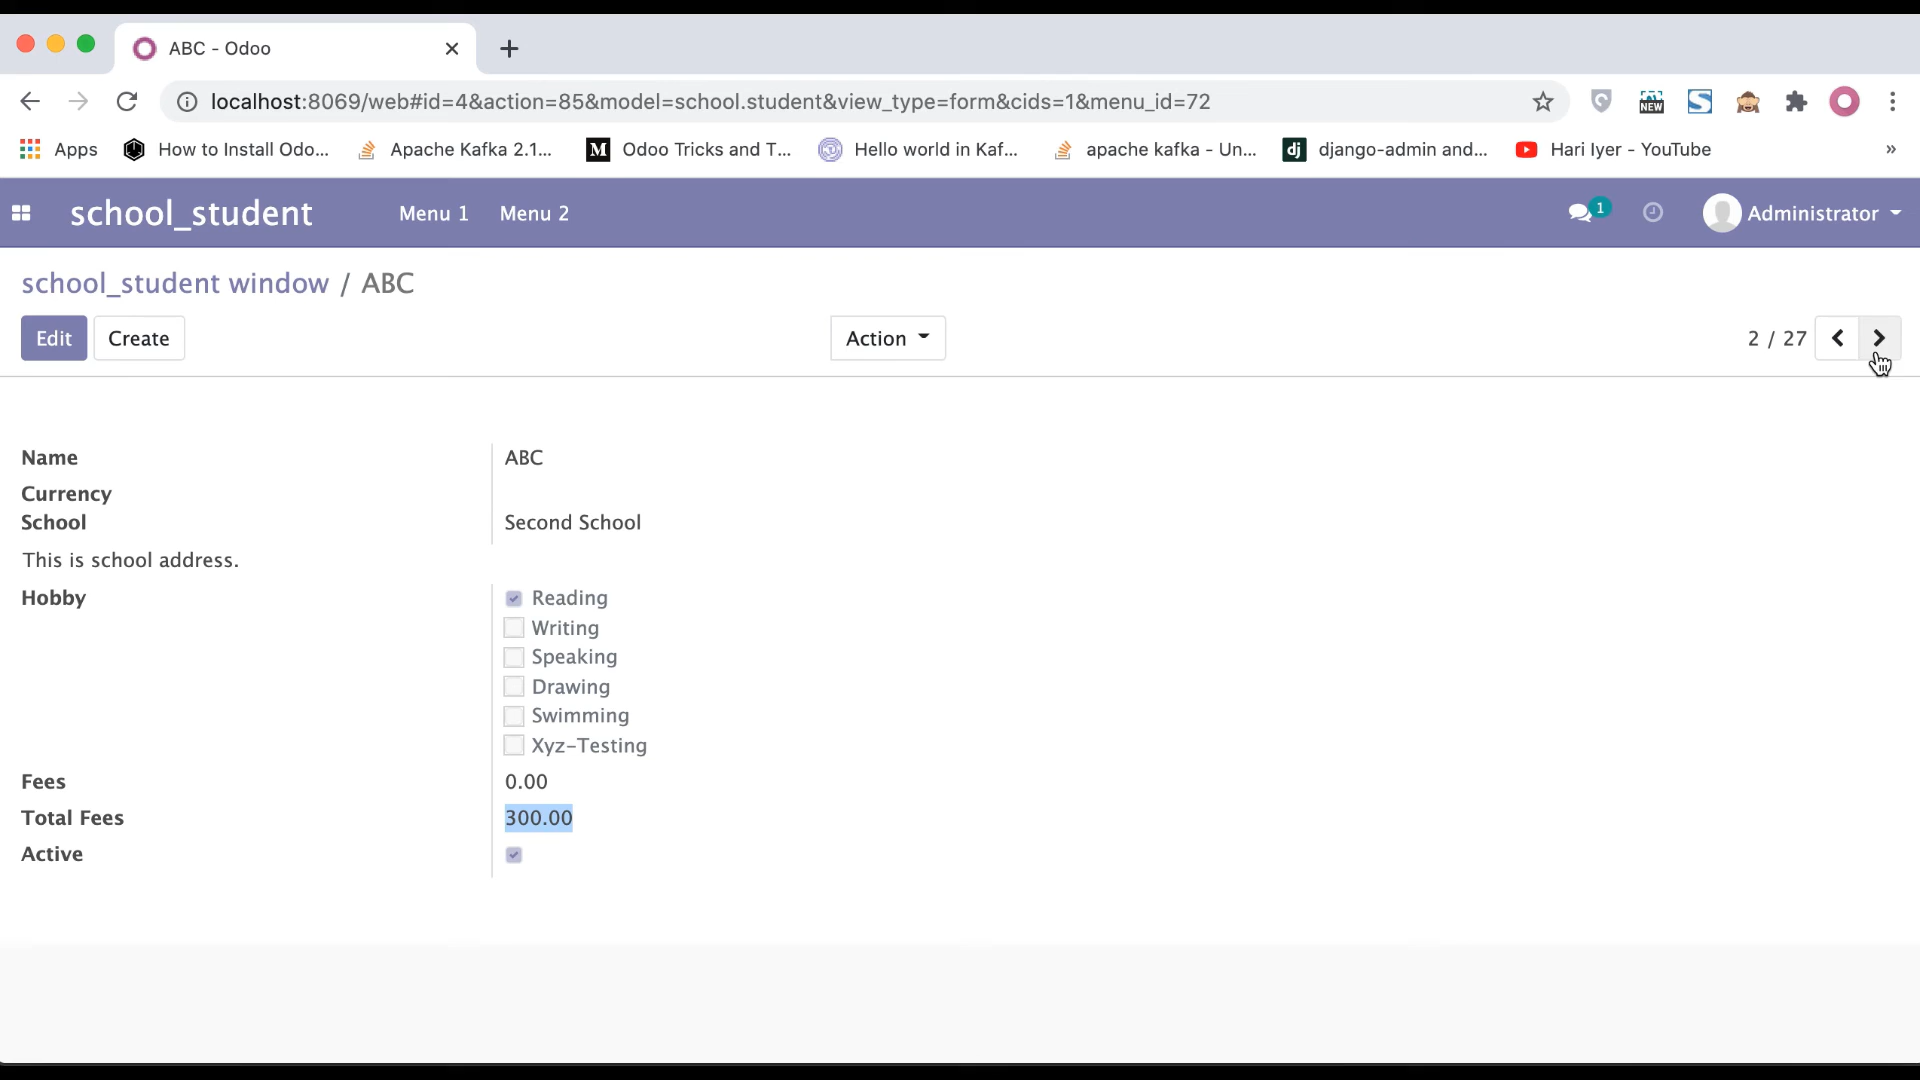 ABC - Odoo
localhost:8069/web#id=4&action=85&model=school.student&view_type=form&cids=1&menu_id=72
NEW
Apps How to Install Odo... Apache Kafka 2.1... M Odoo Tricks and T... Hello world in Kaf... apache kafka - Un... dj django-admin and... Hari Iyer - YouTube »
school_student Menu 1 Menu 2 1 Administrator
school_student window / ABC
Edit Create Action 2 / 27
Name ABC
Currency
School Second School
This is school address.
Hobby Reading
Writing
Speaking
Drawing
Swimming
Xyz-Testing
Fees 0.00
Total Fees 300.00
Active